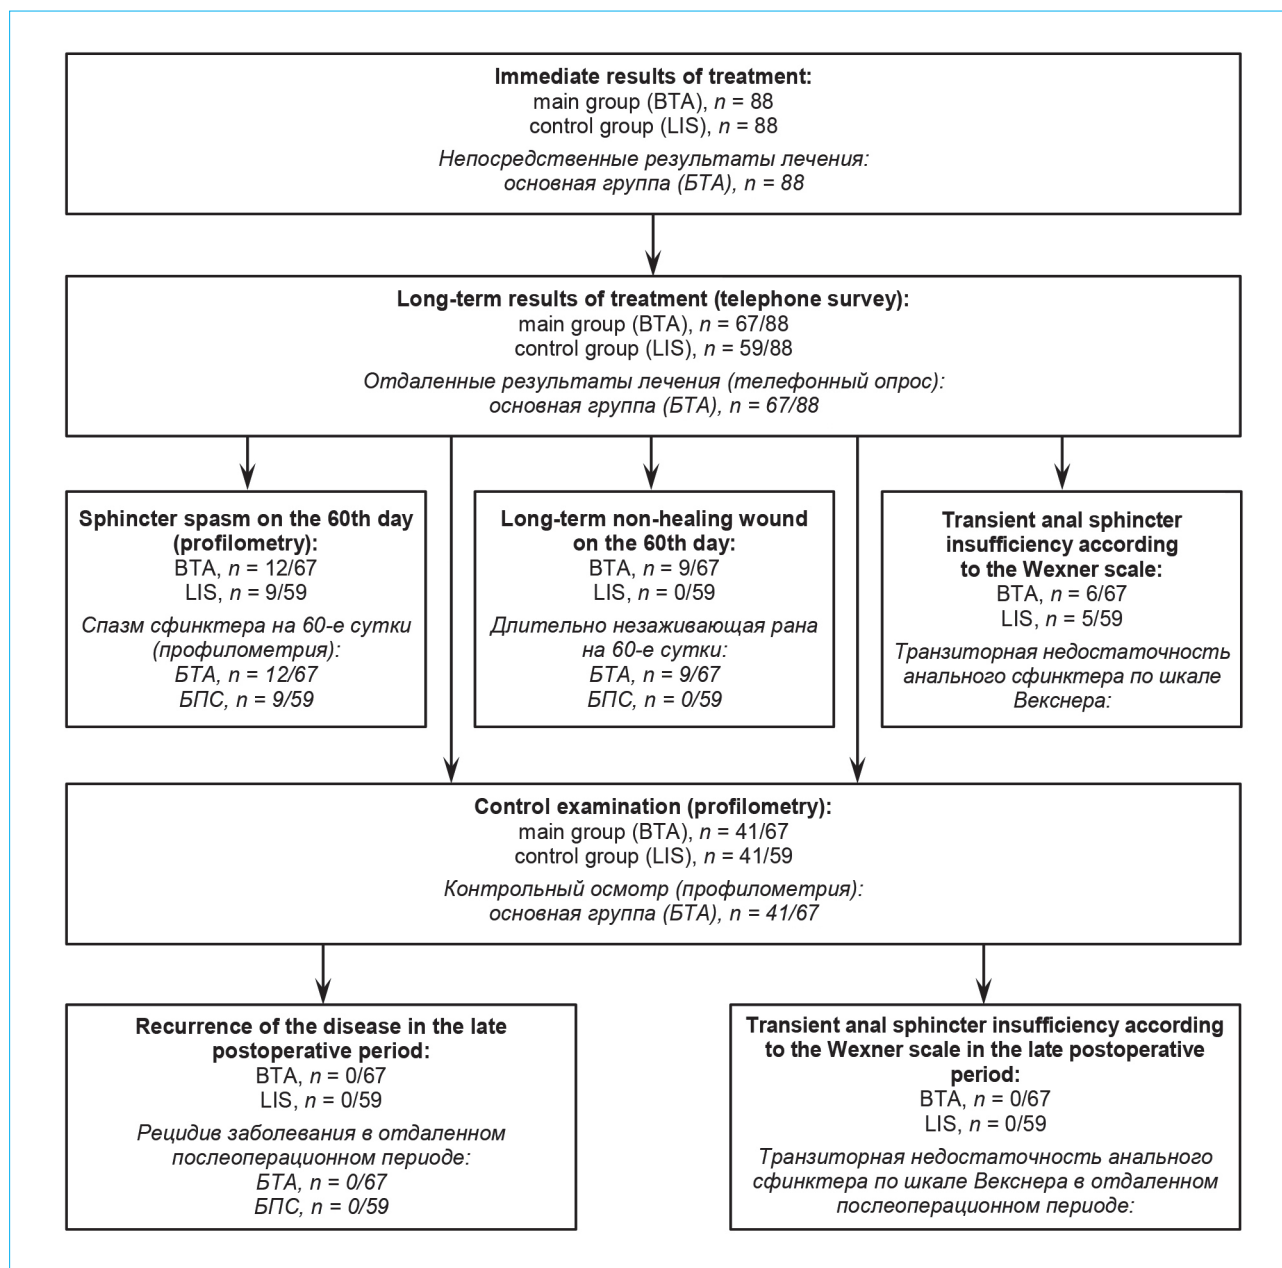 Immediate results of treatment:
main group (BTA), n = 88
control group (LIS), n = 88
Непосредственные результаты лечения:
основная группа (БТА), n = 88
Long-term results of treatment (telephone survey):
main group (BTA), n = 67/88
control group (LIS), n = 59/88
Отдаленные результаты лечения (телефонный опрос):
основная группа (БТА), n = 67/88
Sphincter spasm on the 60th day
(profilometry):
BTA, n = 12/67
LIS, n = 9/59
Спазм сфинктера на 60-е сутки
(профилометрия):
БТА, n = 12/67
БПС, n = 9/59
Long-term non-healing wound
on the 60th day:
BTA, n = 9/67
LIS, n = 0/59
Длительно незаживающая рана
на 60-е сутки:
БТА, n = 9/67
БПС, n = 0/59
Transient anal sphincter
insufficiency according
to the Wexner scale:
BTA, n = 6/67
LIS, n = 5/59
Транзиторная недостаточность
анального сфинктера по шкале
Векснера:
Control examination (profilometry):
main group (BTA), n = 41/67
control group (LIS), n = 41/59
Контрольный осмотр (профилометрия):
основная группа (БТА), n = 41/67
Recurrence of the disease in the late
postoperative period:
BTA, n = 0/67
LIS, n = 0/59
Рецидив заболевания в отдаленном
послеоперационном периоде:
БТА, n = 0/67
БПС, n = 0/59
Transient anal sphincter insufficiency according
to the Wexner scale in the late postoperative
period:
BTA, n = 0/67
LIS, n = 0/59
Транзиторная недостаточность анального
сфинктера по шкале Векснера в отдаленном
послеоперационном периоде: